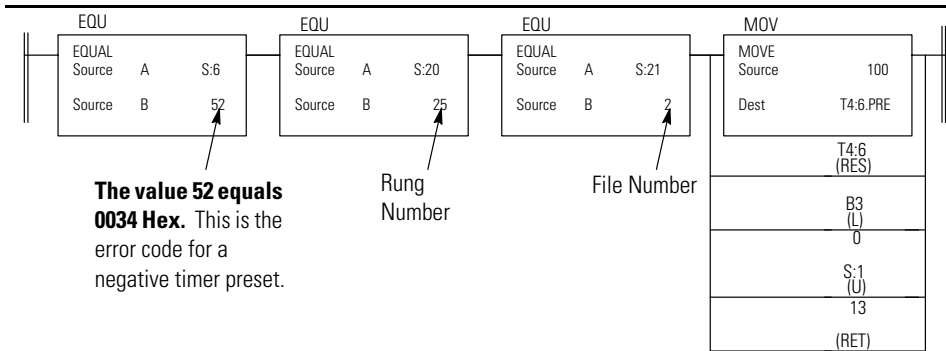 EQU EQU EQU MOV
EQUAL EQUAL EQUAL MOVE
Source A S:6 Source A S:20 Source A S:21 Source 100
Source B 52 Source B 25 Source B 2 Dest T4:6.PRE
The value 52 equals
0034 Hex. This is the
error code for a
negative timer preset.
Rung
Number
File Number
T4:6
(RES)
B3
(L)
0
S:1
(U)
13
(RET)